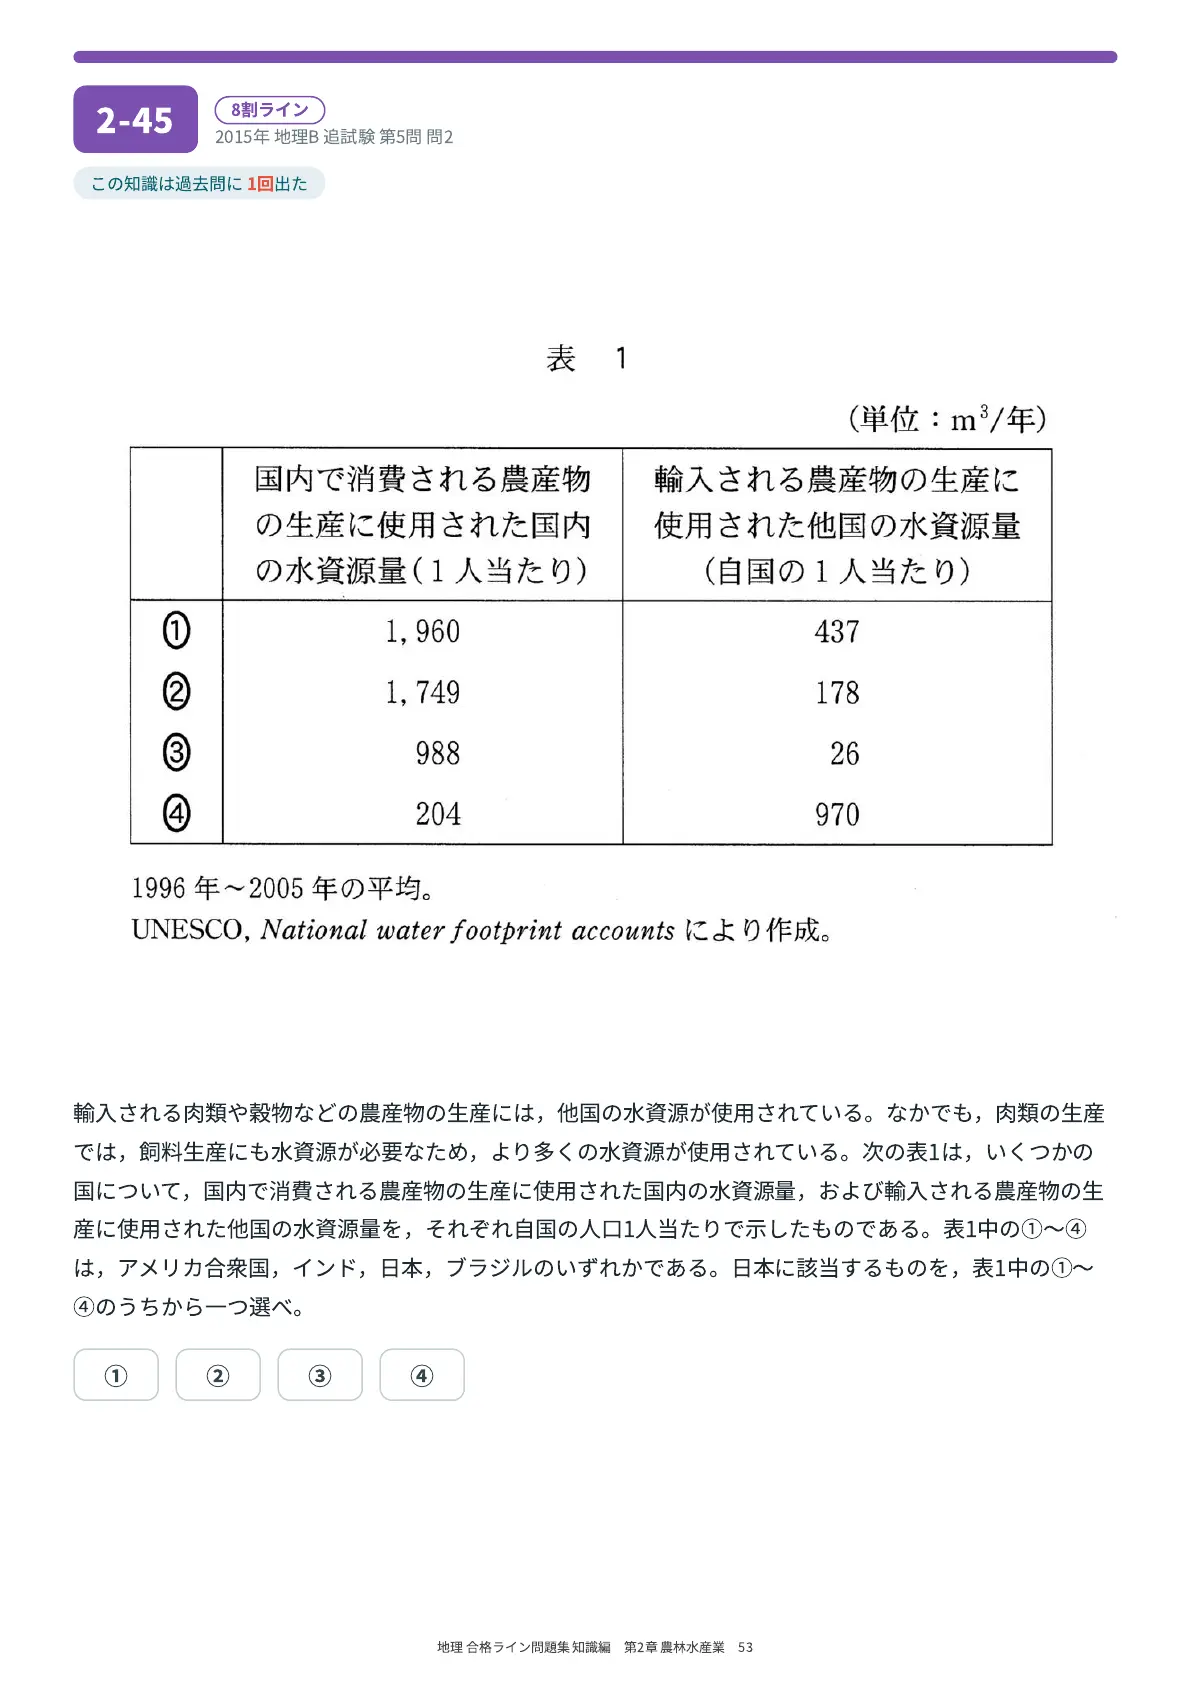 2-45
8割ライン
2015年 地理B 追試験 第5問 問2
この知識は過去問に 1回出た
表 1
(単位：m³/年)
国内で消費される農産物の生産に使用された国内の水資源量(1人当たり)
輸入される農産物の生産に使用された他国の水資源量(自国の1人当たり)
① 1,960 437
② 1,749 178
③ 988 26
④ 204 970
1996年～2005年の平均。
UNESCO, National water footprint accounts により作成。
輸入される肉類や穀物などの農産物の生産には，他国の水資源が使用されている。なかでも，肉類の生産
では，飼料生産にも水資源が必要なため，より多くの水資源が使用されている。次の表1は，いくつかの
国について，国内で消費される農産物の生産に使用された国内の水資源量，および輸入される農産物の生
産に使用された他国の水資源量を，それぞれ自国の人口1人当たりで示したものである。表1中の①～④
は，アメリカ合衆国，インド，日本，ブラジルのいずれかである。日本に該当するものを，表1中の①～
④のうちから一つ選べ。
① ② ③ ④
地理 合格ライン問題集 知識編 第2章 農林水産業 53